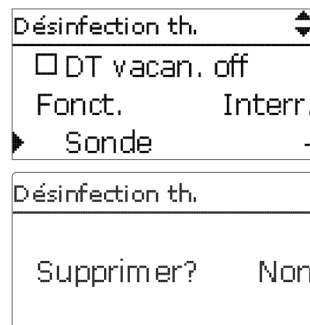 Désinfection th.
DT vacan. off
Fonct. Interr.
Sonde -
Désinfection th.
Supprimer? Non